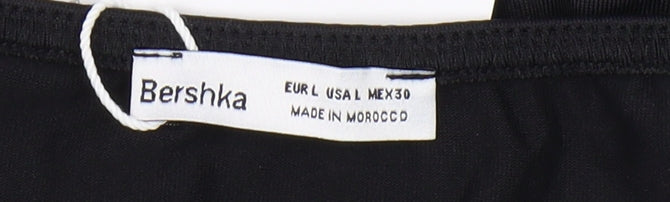 Bershka
EUR L USA L MEX 30
MADE IN MOROCCO